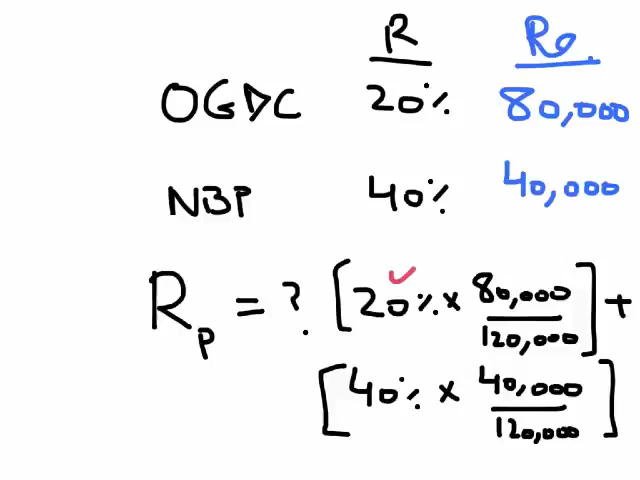 R Rs.
OGDC 20% 80,000
NBP 40% 40,000
Rp = ? [20% × 80,000/120,000] +
[40% × 40,000/120,000]